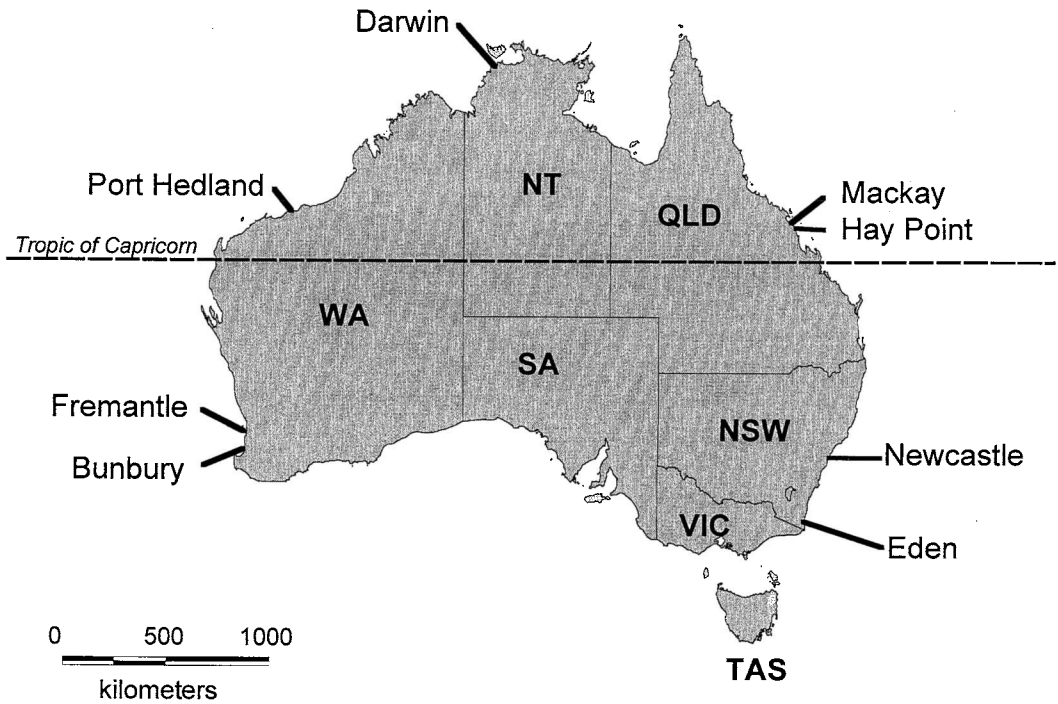 Darwin
Port Hedland
NT
Mackay
QLD
Hay Point
Tropic of Capricorn
WA
SA
Fremantle
NSW
Newcastle
Bunbury
VIC
Eden
0 500 1000
kilometers
TAS